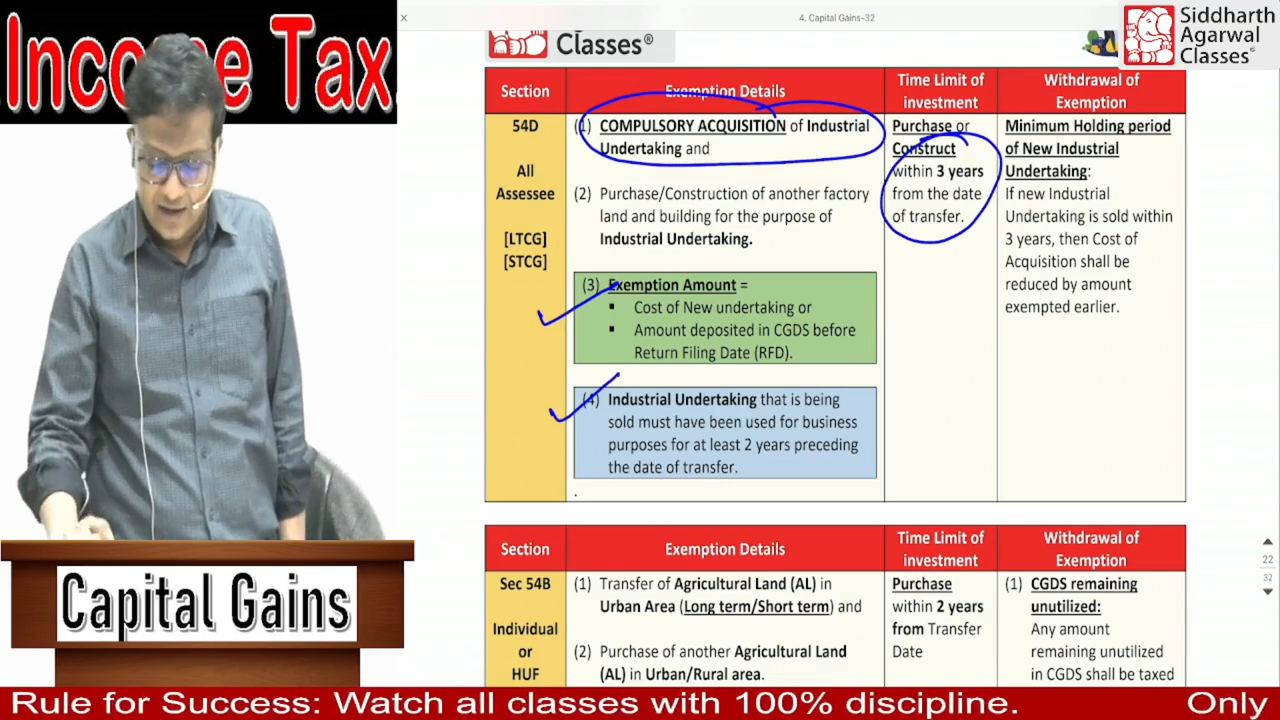 Income Tax
4. Capital Gains-32
Siddharth
Agarwal
Classes®
Classes®
Section
Exemption Details
Time Limit of
investment
Withdrawal of
Exemption
54D
All
Assessee
[LTCG]
[STCG]
(1) COMPULSORY ACQUISITION of Industrial
Undertaking and
(2) Purchase/Construction of another factory
land and building for the purpose of
Industrial Undertaking.
(3) Exemption Amount =
▪ Cost of New undertaking or
▪ Amount deposited in CGDS before
Return Filing Date (RFD).
(4) Industrial Undertaking that is being
sold must have been used for business
purposes for at least 2 years preceding
the date of transfer.
.
Purchase or
Construct
within 3 years
from the date
of transfer.
Minimum Holding period
of New Industrial
Undertaking:
If new Industrial
Undertaking is sold within
3 years, then Cost of
Acquisition shall be
reduced by amount
exempted earlier.
Section
Exemption Details
Time Limit of
investment
Withdrawal of
Exemption
Sec 54B
Individual
or
HUF
(1) Transfer of Agricultural Land (AL) in
Urban Area (Long term/Short term) and
(2) Purchase of another Agricultural Land
(AL) in Urban/Rural area.
Purchase
within 2 years
from Transfer
Date
(1) CGDS remaining
unutilized:
Any amount
remaining unutilized
in CGDS shall be taxed
22
32
Capital Gains
Rule for Success: Watch all classes with 100% discipline.
Only